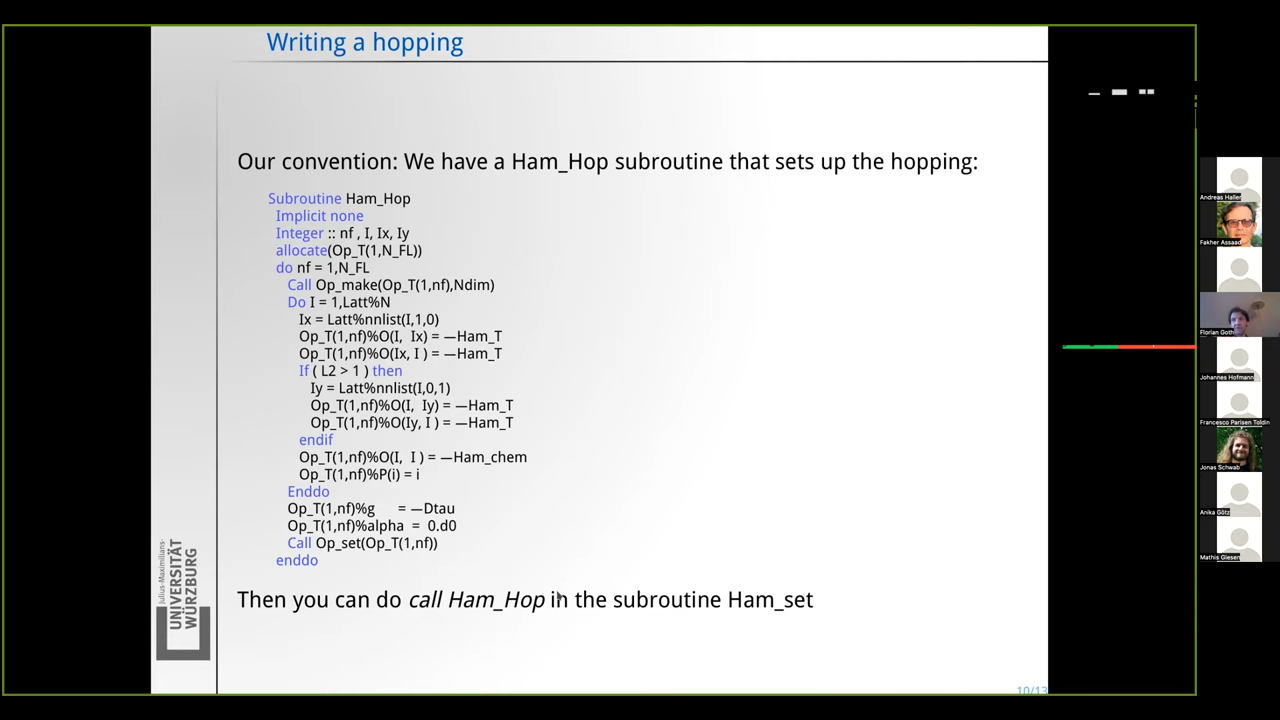 Writing a hopping
Our convention: We have a Ham_Hop subroutine that sets up the hopping:
Subroutine Ham_Hop
Implicit none
Integer :: nf , I, Ix, Iy
allocate(Op_T(1,N_FL))
do nf = 1,N_FL
Call Op_make(Op_T(1,nf),Ndim)
Do I = 1,Latt%N
Ix = Latt%nnlist(I,1,0)
Op_T(1,nf)%O(I, Ix) = —Ham_T
Op_T(1,nf)%O(Ix, I ) = —Ham_T
If ( L2 > 1 ) then
Iy = Latt%nnlist(I,0,1)
Op_T(1,nf)%O(I, Iy) = —Ham_T
Op_T(1,nf)%O(Iy, I ) = —Ham_T
endif
Op_T(1,nf)%O(I, I ) = —Ham_chem
Op_T(1,nf)%P(i) = i
Enddo
Op_T(1,nf)%g = —Dtau
Op_T(1,nf)%alpha = 0.d0
Call Op_set(Op_T(1,nf))
enddo
Then you can do call Ham_Hop in the subroutine Ham_set
10/13
Julius-Maximilians-
UNIVERSITÄT
WÜRZBURG
Andreas Haller
Fakher Assaad
Florian Goth
Johannes Hofmann
Francesco Parisen Toldin
Jonas Schwab
Anika Götz
Mathis Giesen